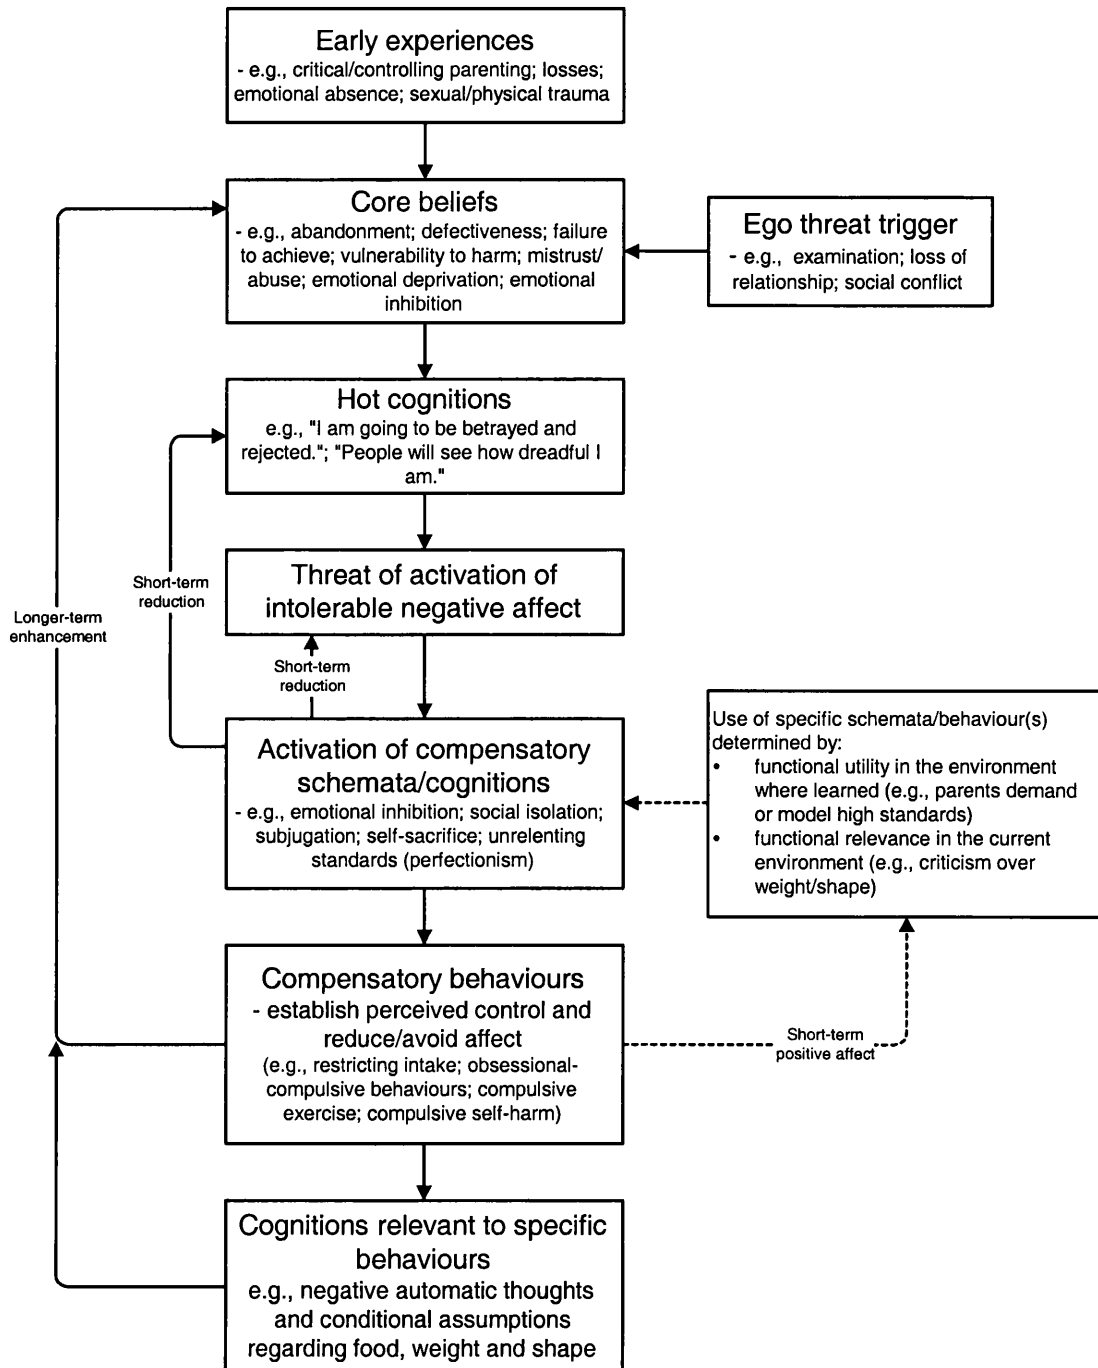 Early experiences
- e.g., critical/controlling parenting; losses;
emotional absence; sexual/physical trauma
Core beliefs
- e.g., abandonment; defectiveness; failure
to achieve; vulnerability to harm; mistrust/
abuse; emotional deprivation; emotional
inhibition
Ego threat trigger
- e.g., examination; loss of
relationship; social conflict
Hot cognitions
e.g., "I am going to be betrayed and
rejected."; "People will see how dreadful I
am."
Threat of activation of
intolerable negative affect
Short-term
reduction
Longer-term
enhancement
Short-term
reduction
Activation of compensatory
schemata/cognitions
- e.g., emotional inhibition; social isolation;
subjugation; self-sacrifice; unrelenting
standards (perfectionism)
Use of specific schemata/behaviour(s)
determined by:
• functional utility in the environment
where learned (e.g., parents demand
or model high standards)
• functional relevance in the current
environment (e.g., criticism over
weight/shape)
Compensatory behaviours
- establish perceived control and
reduce/avoid affect
(e.g., restricting intake; obsessional-
compulsive behaviours; compulsive
exercise; compulsive self-harm)
Short-term
positive affect
Cognitions relevant to specific
behaviours
e.g., negative automatic thoughts
and conditional assumptions
regarding food, weight and shape